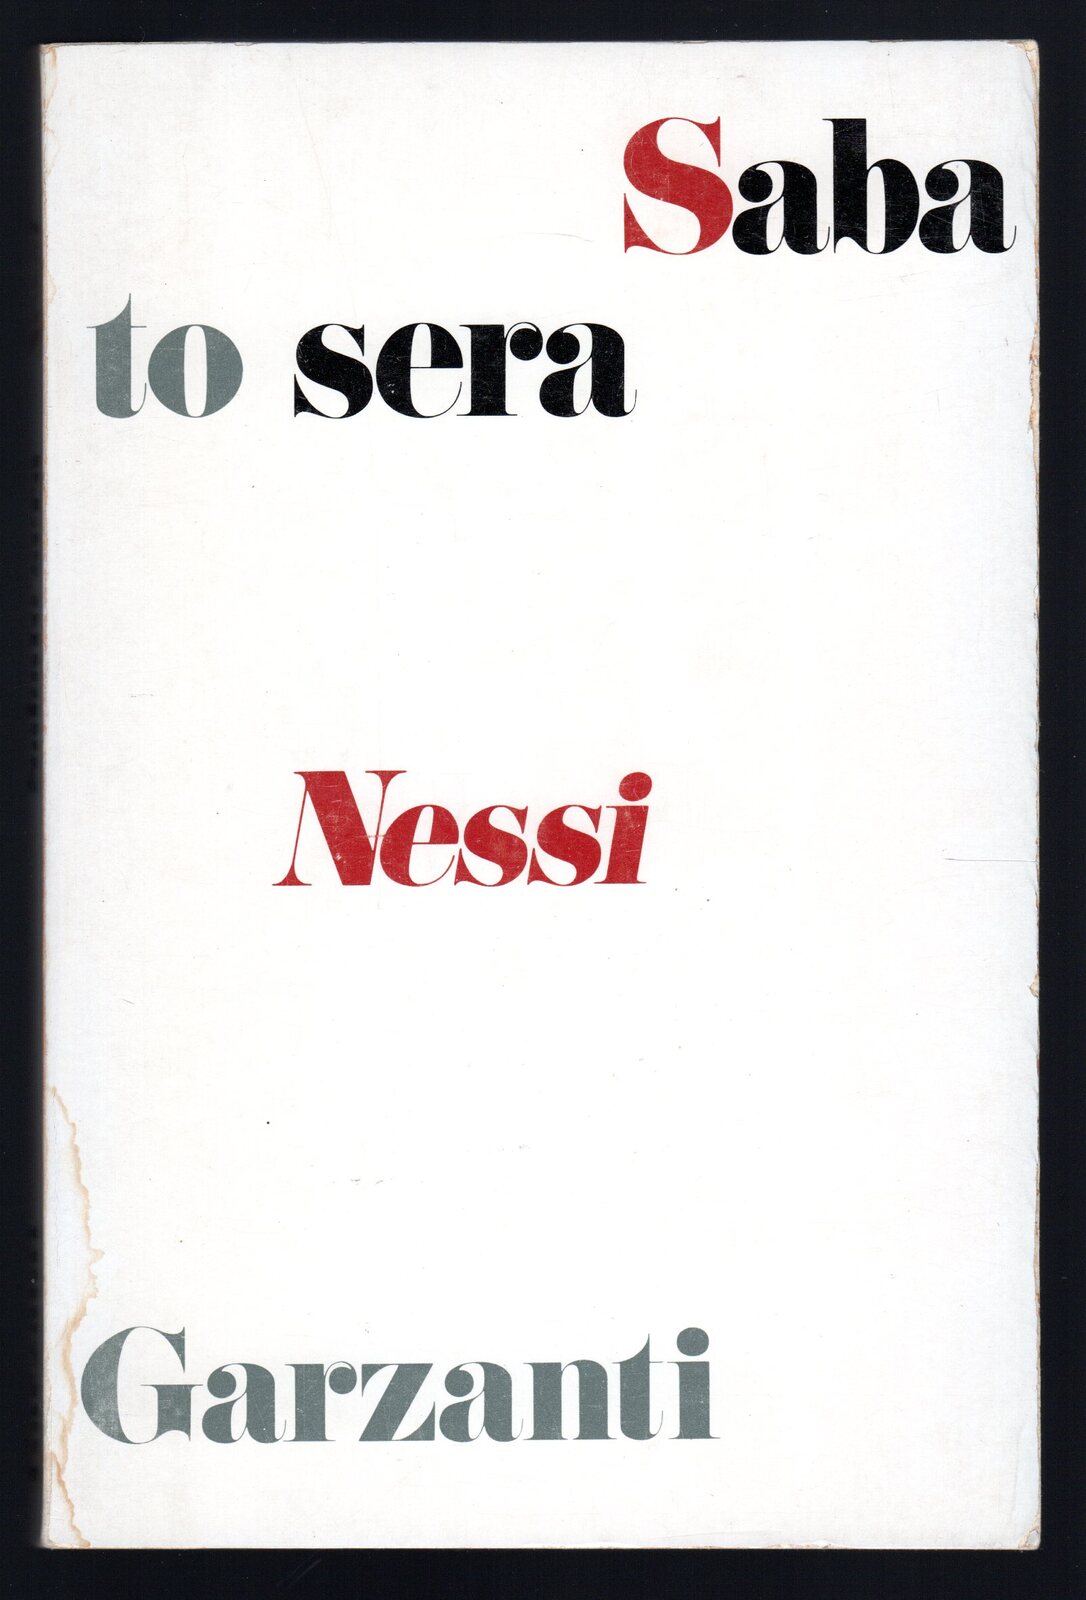 Saba
to sera
Nessi
Garzanti